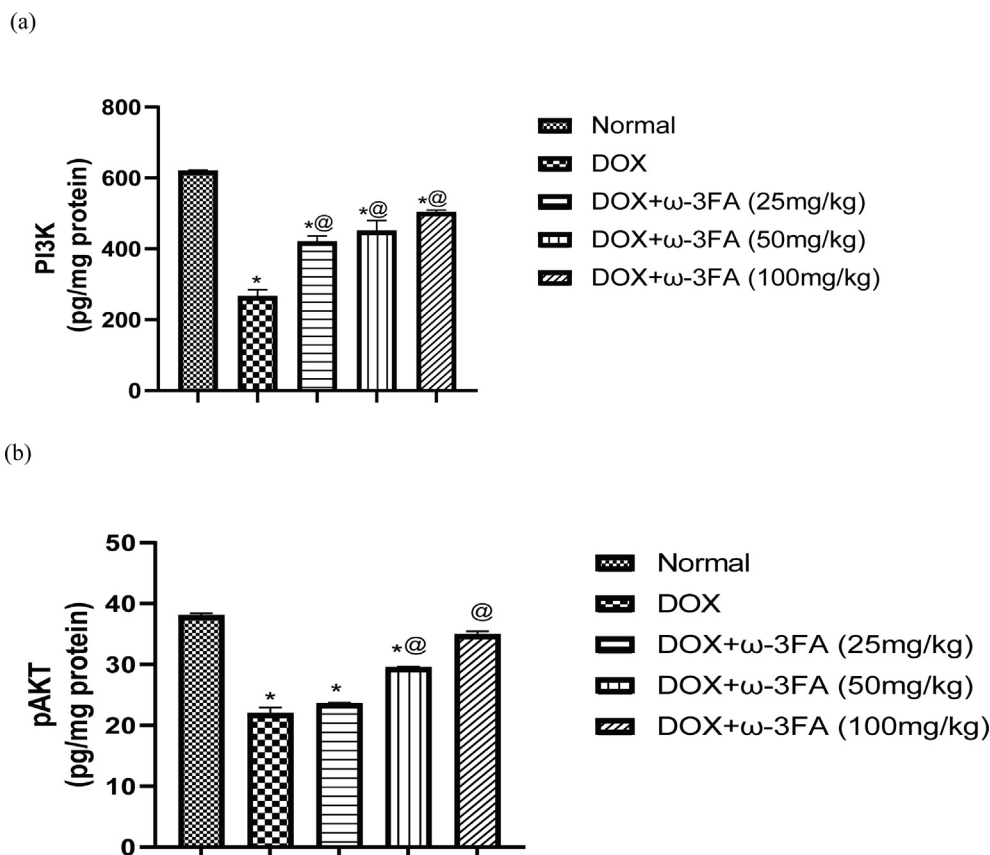 (a)
800
600
400
200
0
PI3K
(pg/mg protein)
*
*@
*@
*@
Normal
DOX
DOX+ω-3FA (25mg/kg)
DOX+ω-3FA (50mg/kg)
DOX+ω-3FA (100mg/kg)
(b)
50
40
30
20
10
0
pAKT
(pg/mg protein)
*
*
*@
@
Normal
DOX
DOX+ω-3FA (25mg/kg)
DOX+ω-3FA (50mg/kg)
DOX+ω-3FA (100mg/kg)